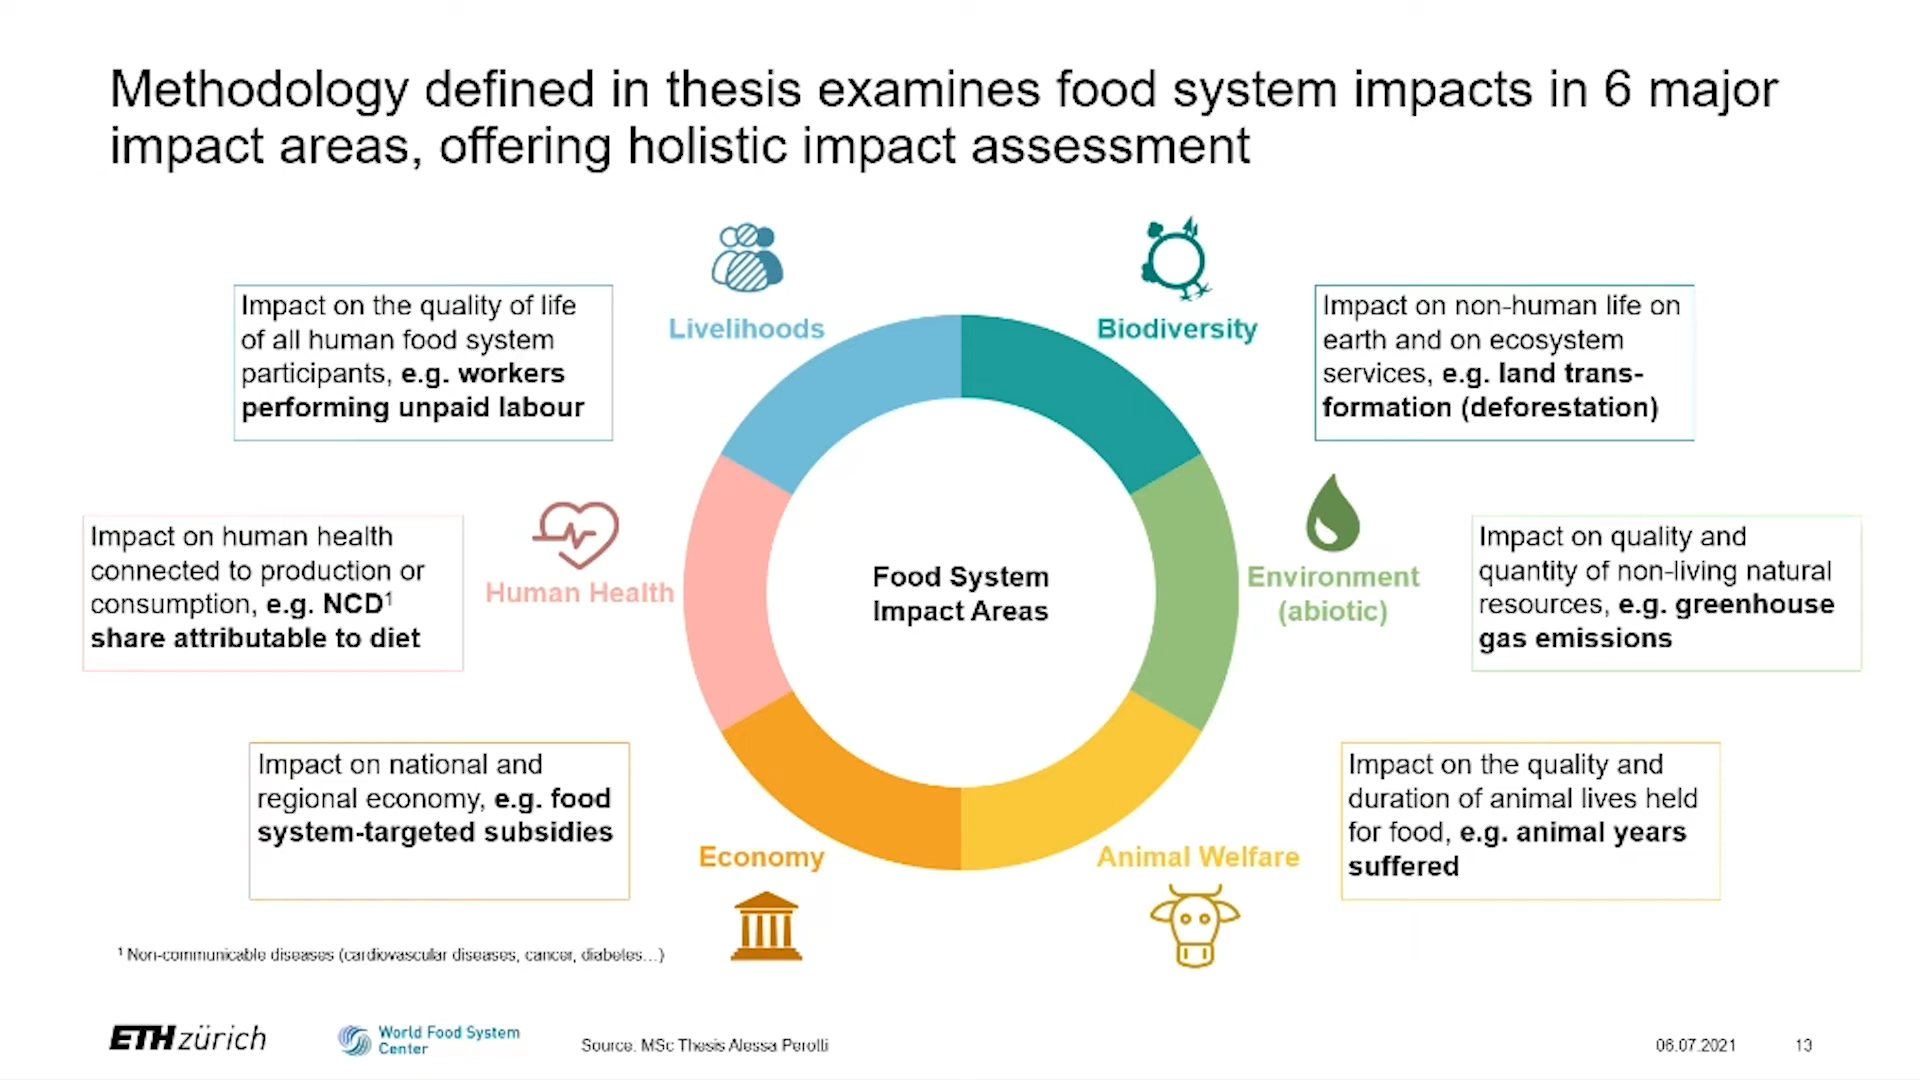 Methodology defined in thesis examines food system impacts in 6 major
impact areas, offering holistic impact assessment
Livelihoods
Impact on the quality of life
of all human food system
participants, e.g. workers
performing unpaid labour
Biodiversity
Impact on non-human life on
earth and on ecosystem
services, e.g. land trans-
formation (deforestation)
Human Health
Impact on human health
connected to production or
consumption, e.g. NCD¹
share attributable to diet
Food System
Impact Areas
Environment
(abiotic)
Impact on quality and
quantity of non-living natural
resources, e.g. greenhouse
gas emissions
Economy
Impact on national and
regional economy, e.g. food
system-targeted subsidies
Animal Welfare
Impact on the quality and
duration of animal lives held
for food, e.g. animal years
suffered
¹ Non-communicable diseases (cardiovascular diseases, cancer, diabetes…)
ETH zürich
World Food System
Center
Source: MSc Thesis Alessa Perotti
06.07.2021
13